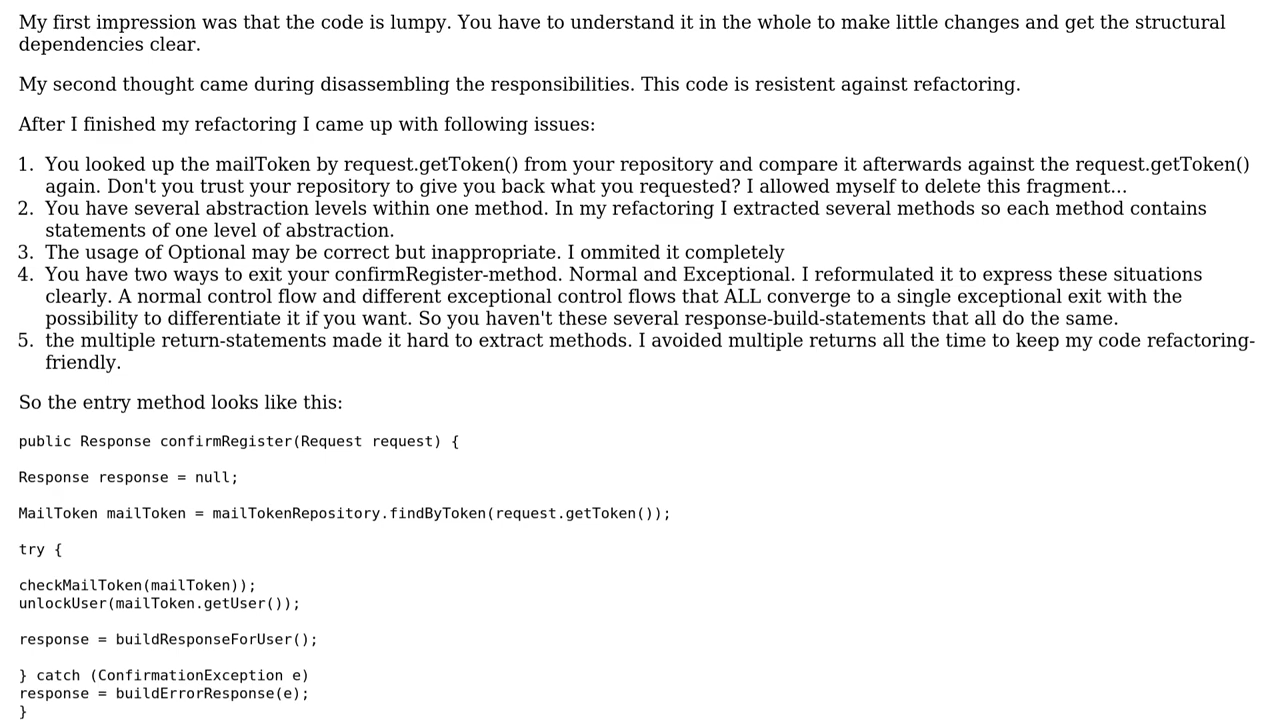 My first impression was that the code is lumpy. You have to understand it in the whole to make little changes and get the structural
dependencies clear.
My second thought came during disassembling the responsibilities. This code is resistent against refactoring.
After I finished my refactoring I came up with following issues:
1. You looked up the mailToken by request.getToken() from your repository and compare it afterwards against the request.getToken()
again. Don't you trust your repository to give you back what you requested? I allowed myself to delete this fragment...
2. You have several abstraction levels within one method. In my refactoring I extracted several methods so each method contains
statements of one level of abstraction.
3. The usage of Optional may be correct but inappropriate. I ommited it completely
4. You have two ways to exit your confirmRegister-method. Normal and Exceptional. I reformulated it to express these situations
clearly. A normal control flow and different exceptional control flows that ALL converge to a single exceptional exit with the
possibility to differentiate it if you want. So you haven't these several response-build-statements that all do the same.
5. the multiple return-statements made it hard to extract methods. I avoided multiple returns all the time to keep my code refactoring-
friendly.
So the entry method looks like this:
public Response confirmRegister(Request request) {
Response response = null;
MailToken mailToken = mailTokenRepository.findByToken(request.getToken());
try {
checkMailToken(mailToken));
unlockUser(mailToken.getUser());
response = buildResponseForUser();
} catch (ConfirmationException e)
response = buildErrorResponse(e);
}